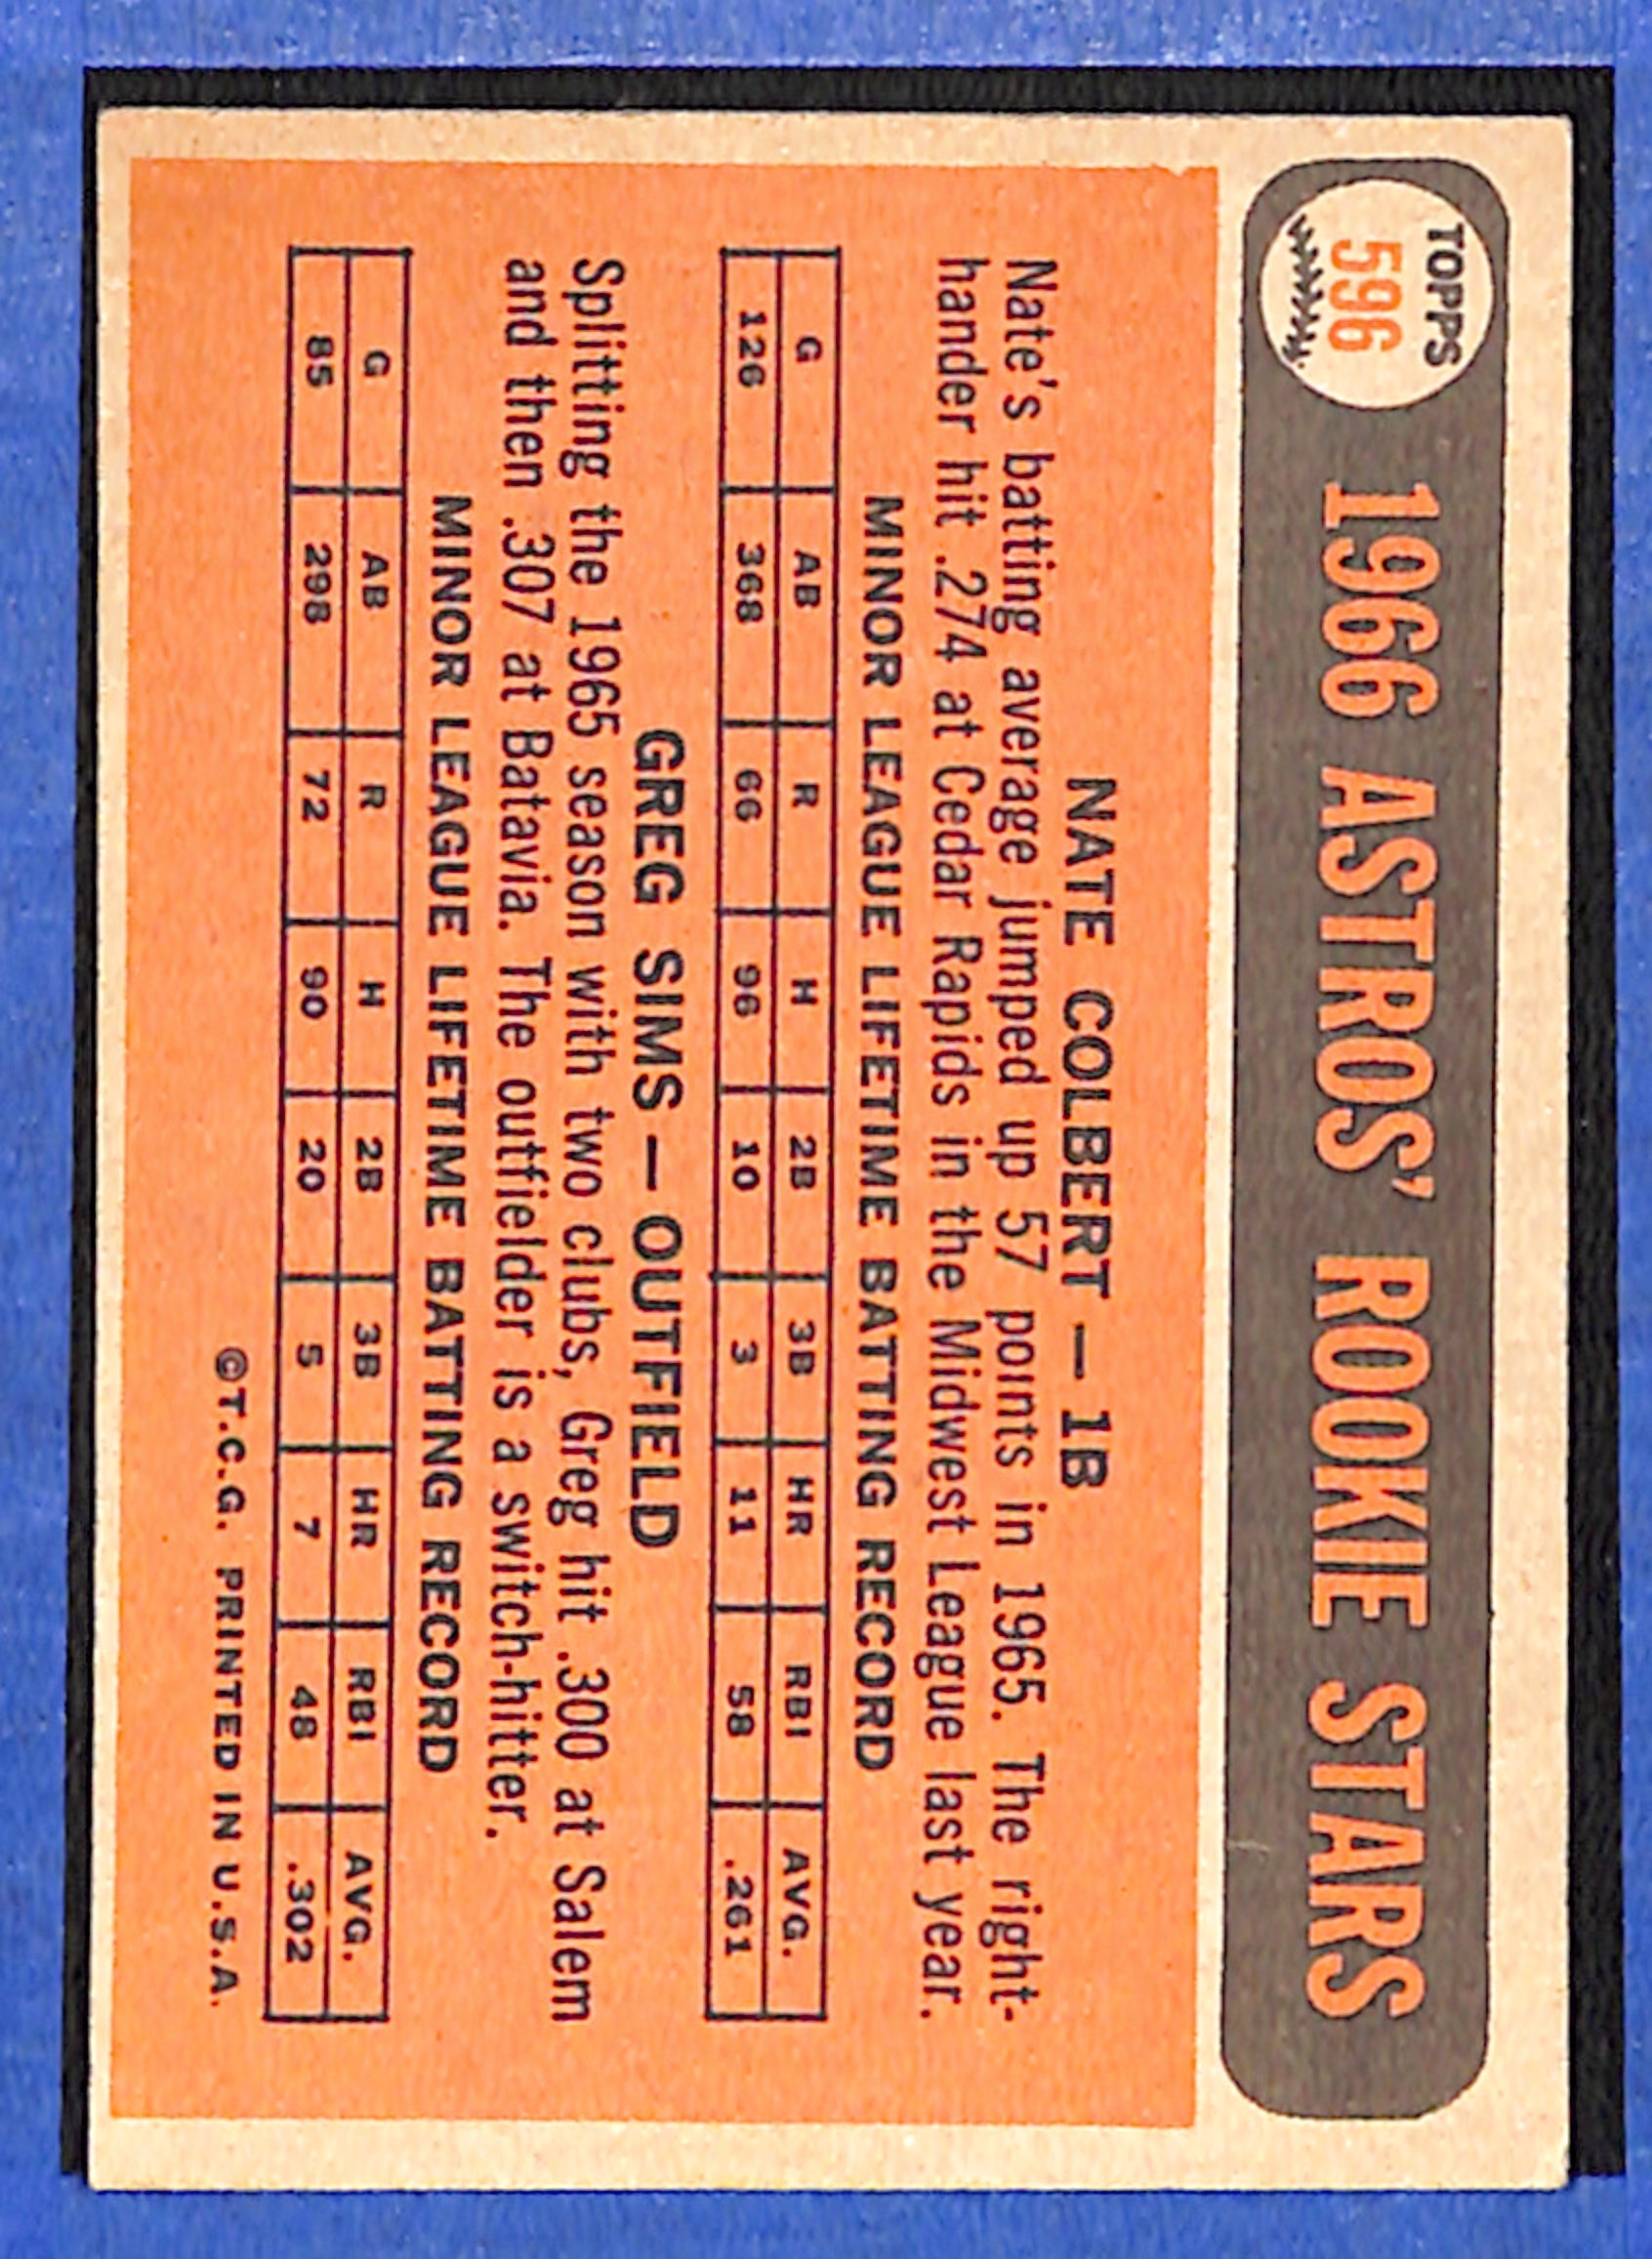 TOPPS
596
1966 ASTROS' ROOKIE STARS
NATE COLBERT — 1B
Nate's batting average jumped up 57 points in 1965. The right-
hander hit .274 at Cedar Rapids in the Midwest League last year.
MINOR LEAGUE LIFETIME BATTING RECORD
G AB R H 2B 3B HR RBI AVG.
126 368 66 96 10 3 11 58 .261
GREG SIMS — OUTFIELD
Splitting the 1965 season with two clubs, Greg hit .300 at Salem
and then .307 at Batavia. The outfielder is a switch-hitter.
MINOR LEAGUE LIFETIME BATTING RECORD
G AB R H 2B 3B HR RBI AVG.
85 298 72 90 20 5 7 48 .302
©T.C.G. PRINTED IN U.S.A.